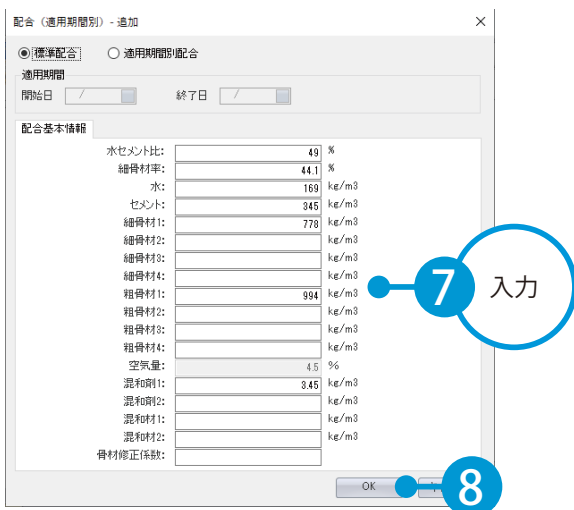 配合（適用期間別）- 追加
標準配合 適用期間別配合
適用期間
開始日 / 終了日 /
配合基本情報
水セメント比: 49 %
細骨材率: 44.1 %
水: 169 kg/m3
セメント: 345 kg/m3
細骨材1: 778 kg/m3
細骨材2: kg/m3
細骨材3: kg/m3
細骨材4: kg/m3
粗骨材1: 994 kg/m3
粗骨材2: kg/m3
粗骨材3: kg/m3
粗骨材4: kg/m3
空気量: 4.5 %
混和剤1: 3.45 kg/m3
混和剤2: kg/m3
混和材1: kg/m3
混和材2: kg/m3
骨材修正係数:
7 入力
OK
8